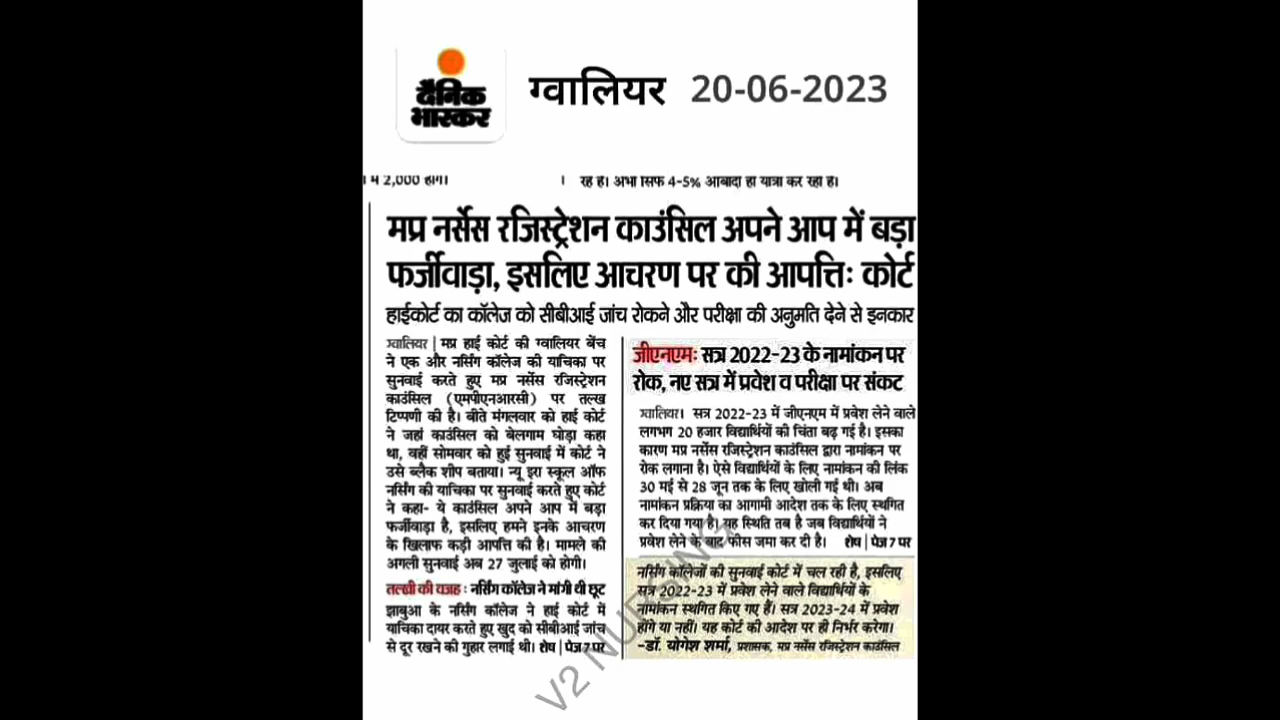 दैनिक
भास्कर
ग्वालियर 20-06-2023
में 2,000 होगी।
रहे हैं। अभी सिर्फ 4-5% आबादी ही यात्रा कर रही है।
मप्र नर्सेस रजिस्ट्रेशन काउंसिल अपने आप में बड़ा
फर्जीवाड़ा, इसलिए आचरण पर की आपत्तिः कोर्ट
हाईकोर्ट का कॉलेज को सीबीआई जांच रोकने और परीक्षा की अनुमति देने से इनकार
ग्वालियर | मप्र हाई कोर्ट की ग्वालियर बेंच
ने एक और नर्सिंग कॉलेज की याचिका पर
सुनवाई करते हुए मप्र नर्सेस रजिस्ट्रेशन
काउंसिल (एमपीएनआरसी) पर तल्ख
टिप्पणी की है। बीते मंगलवार को हाई कोर्ट
ने जहां काउंसिल को बेलगाम घोड़ा कहा
था, वहीं सोमवार को हुई सुनवाई में कोर्ट ने
उसे ब्लैक शीप बताया। न्यू इरा स्कूल ऑफ
नर्सिंग की याचिका पर सुनवाई करते हुए कोर्ट
ने कहा- ये काउंसिल अपने आप में बड़ा
फर्जीवाड़ा है, इसलिए हमने इनके आचरण
के खिलाफ कड़ी आपत्ति की है। मामले की
अगली सुनवाई अब 27 जुलाई को होगी।
तल्खी की वजह : नर्सिंग कॉलेज ने मांगी थी छूट
झाबुआ के नर्सिंग कॉलेज ने हाई कोर्ट में
याचिका दायर करते हुए खुद को सीबीआई जांच
से दूर रखने की गुहार लगाई थी। शेष | पेज 7 पर
जीएनएमः सत्र 2022-23 के नामांकन पर
रोक, नए सत्र में प्रवेश व परीक्षा पर संकट
ग्वालियर। सत्र 2022-23 में जीएनएम में प्रवेश लेने वाले
लगभग 20 हजार विद्यार्थियों की चिंता बढ़ गई है। इसका
कारण मप्र नर्सेस रजिस्ट्रेशन काउंसिल द्वारा नामांकन पर
रोक लगाना है। ऐसे विद्यार्थियों के लिए नामांकन की लिंक
30 मई से 28 जून तक के लिए खोली गई थी। अब
नामांकन प्रक्रिया का आगामी आदेश तक के लिए स्थगित
कर दिया गया है। यह स्थिति तब है जब विद्यार्थियों ने
प्रवेश लेने के बाद फीस जमा कर दी है। शेष | पेज 7 पर
नर्सिंग कॉलेजों की सुनवाई कोर्ट में चल रही है, इसलिए
सत्र 2022-23 में प्रवेश लेने वाले विद्यार्थियों के
नामांकन स्थगित किए गए हैं। सत्र 2023-24 में प्रवेश
होंगे या नहीं। यह कोर्ट की आदेश पर ही निर्भर करेगा।
-डॉ. योगेश शर्मा, प्रशासक, मप्र नर्सेस रजिस्ट्रेशन काउंसिल
V2 NURSING